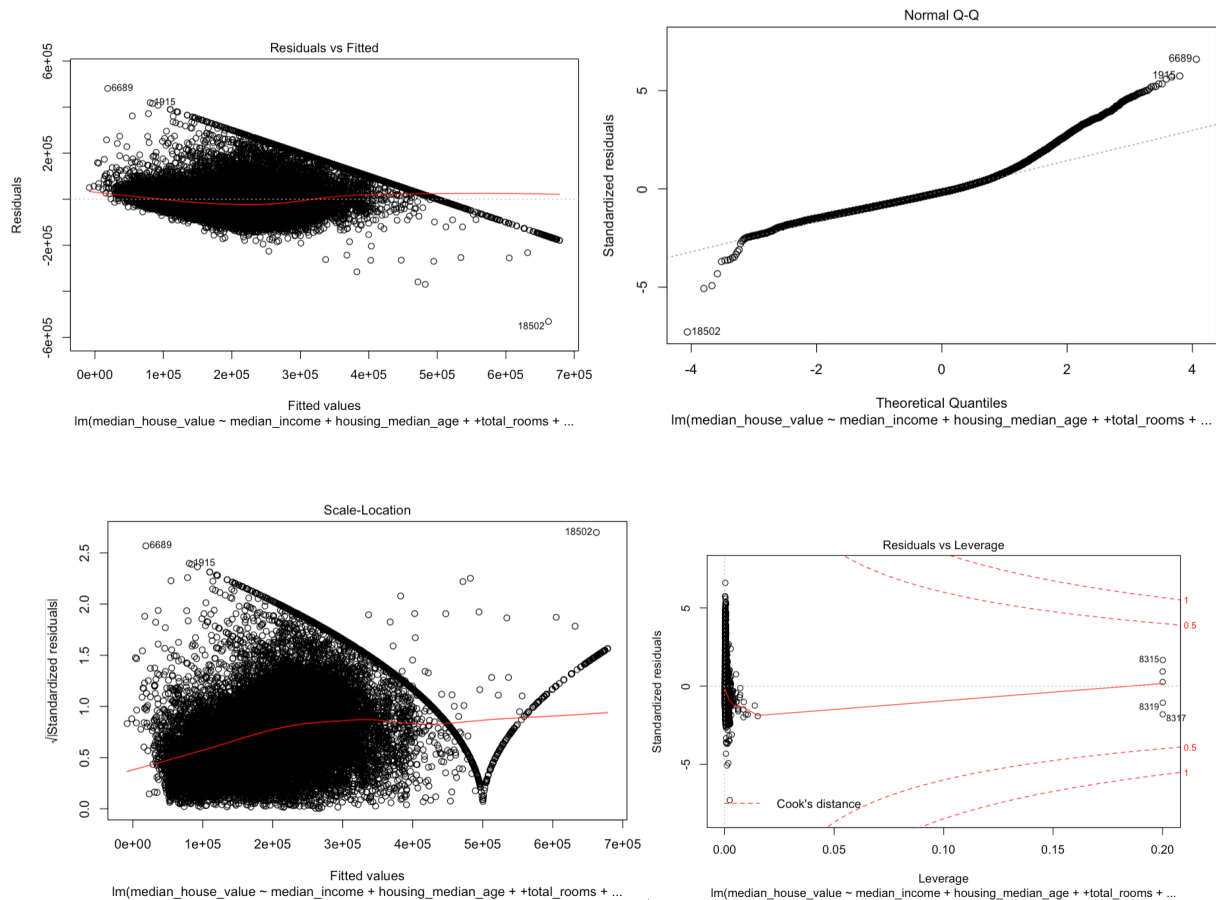 Residuals vs Fitted
Residuals
6e+05
2e+05
-2e+05
-6e+05
6689
1915
18502
0e+00 1e+05 2e+05 3e+05 4e+05 5e+05 6e+05 7e+05
Fitted values
lm(median_house_value ~ median_income + housing_median_age + +total_rooms + ...
Normal Q-Q
Standardized residuals
5
0
-5
6689
1915
18502
-4 -2 0 2 4
Theoretical Quantiles
lm(median_house_value ~ median_income + housing_median_age + +total_rooms + ...
Scale-Location
√|Standardized residuals|
2.5
2.0
1.5
1.0
0.5
0.0
6689
1915
18502
0e+00 1e+05 2e+05 3e+05 4e+05 5e+05 6e+05 7e+05
Fitted values
lm(median_house_value ~ median_income + housing_median_age + +total_rooms + ...
Residuals vs Leverage
Standardized residuals
5
0
-5
1
0.5
8315
8319
8317
0.5
1
Cook's distance
0.00 0.05 0.10 0.15 0.20
Leverage
lm(median_house_value ~ median_income + housing_median_age + +total_rooms + ...